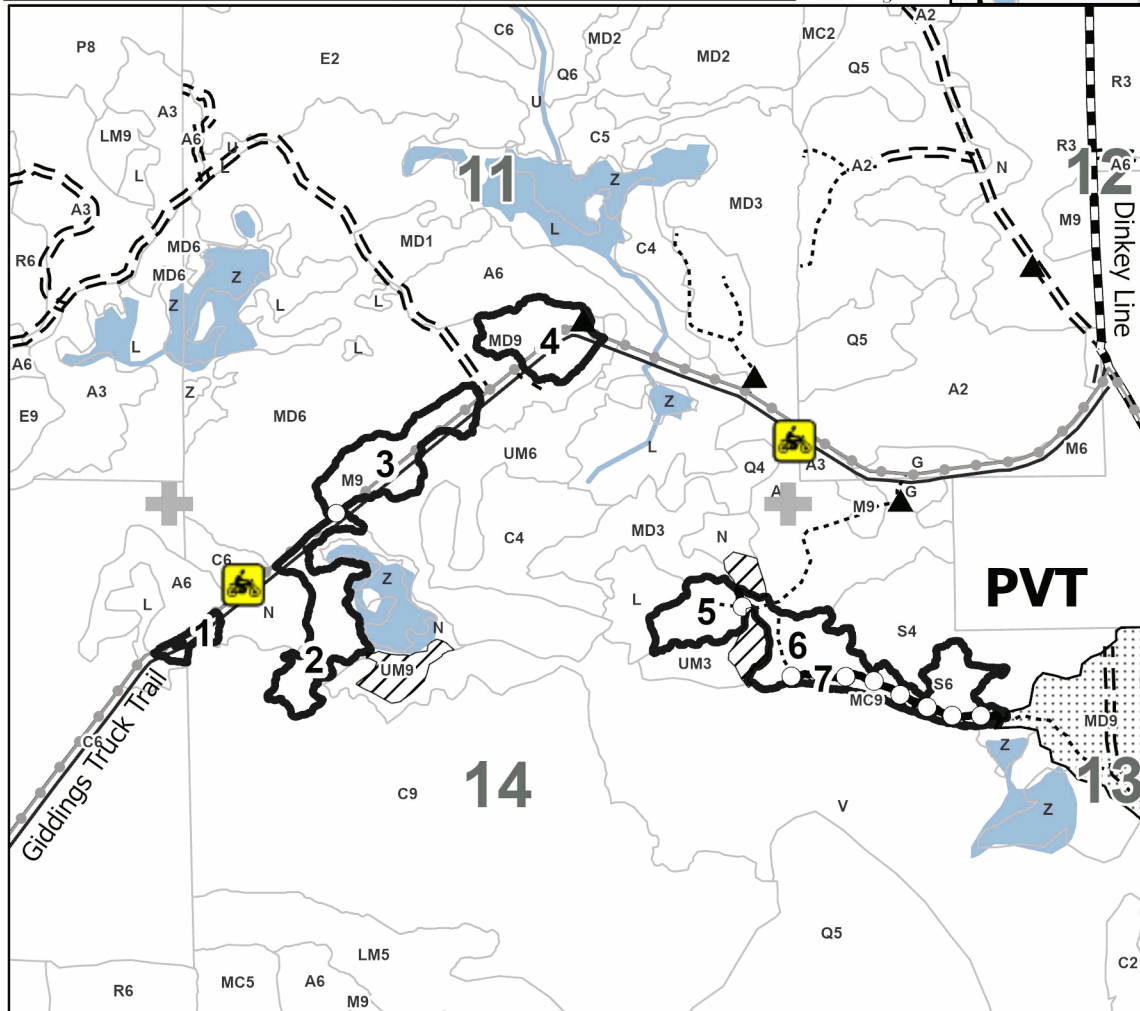 A2
C6
MD2
MC2
P8
E2
MD2
Q5
Q6
R3
A3
U
LM9
A6
C5
R3
U
L
11
Z
A2
N
12
A6
L
MD3
A3
M9
L
MD1
C4
Dinkey Line
MD6
R6
MD6
Z
A6
Z
L
L
Q5
MD9
4
L
L
A6
A3
Z
Z
A2
E9
MD6
L
G
M6
UM6
Q4
A3
3
M9
A
G
M9
C4
MD3
N
C6
PVT
A6
Z
L
L
N
5
1
N
6
S4
2
UM9
UM3
7
S6
MC9
Giddings Truck Trail
MD9
C6
Z
14
13
C9
V
Z
Q5
LM5
C2
R6
MC5
A6
M9